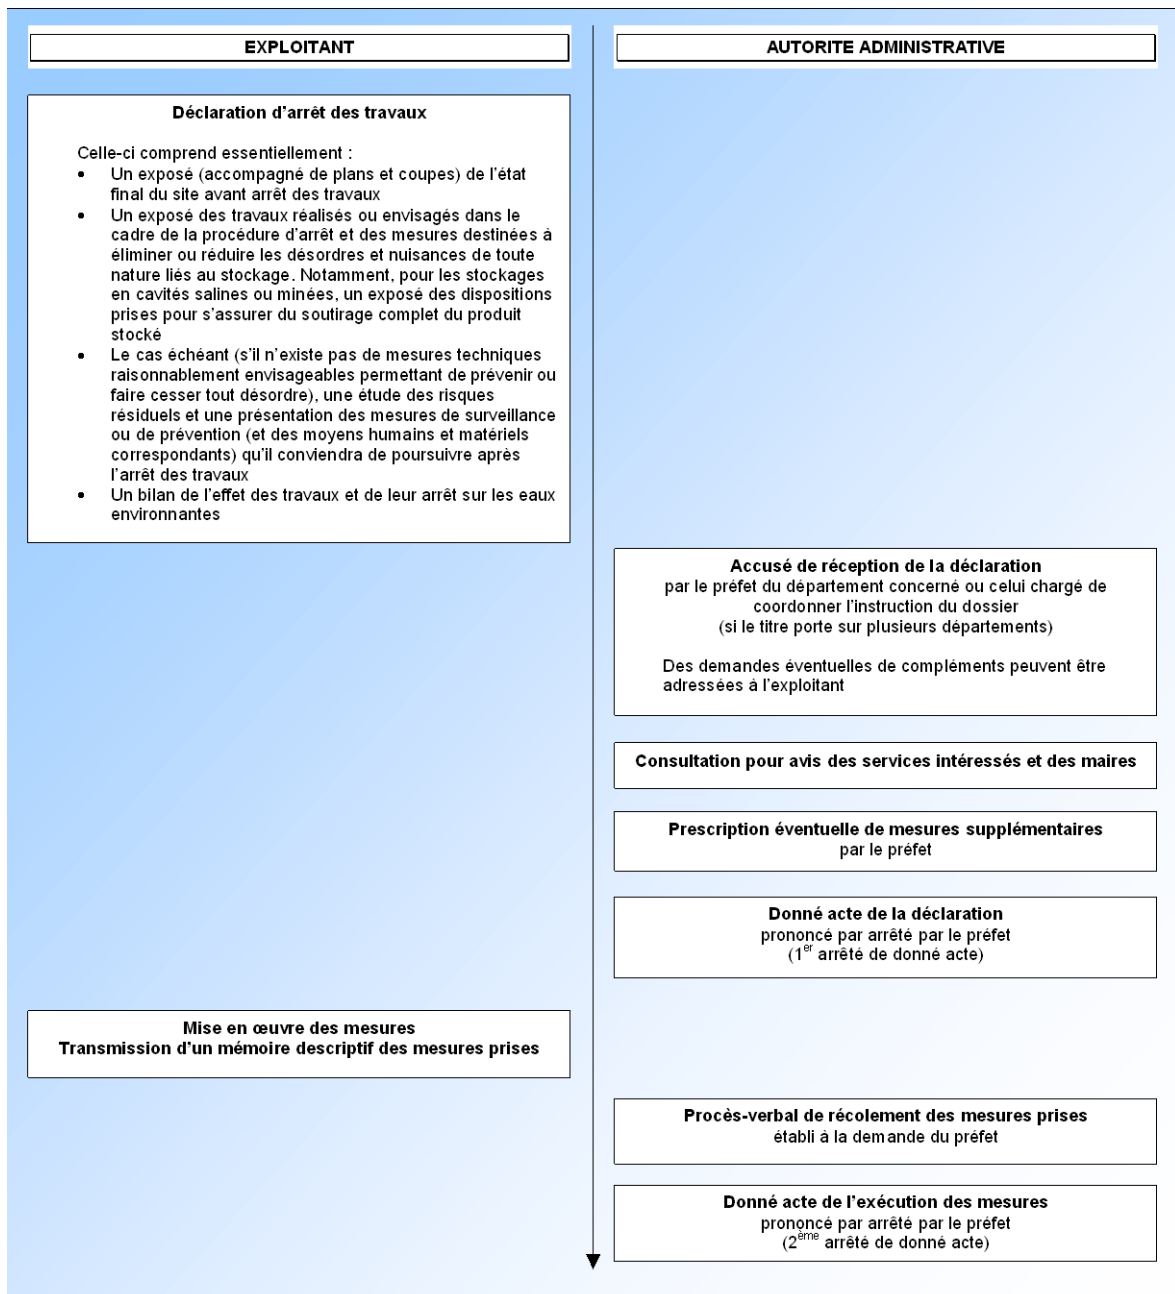 EXPLOITANT
AUTORITE ADMINISTRATIVE
Déclaration d'arrêt des travaux
Celle-ci comprend essentiellement :
• Un exposé (accompagné de plans et coupes) de l'état
final du site avant arrêt des travaux
• Un exposé des travaux réalisés ou envisagés dans le
cadre de la procédure d'arrêt et des mesures destinées à
éliminer ou réduire les désordres et nuisances de toute
nature liés au stockage. Notamment, pour les stockages
en cavités salines ou minées, un exposé des dispositions
prises pour s'assurer du soutirage complet du produit
stocké
• Le cas échéant (s'il n'existe pas de mesures techniques
raisonnablement envisageables permettant de prévenir ou
faire cesser tout désordre), une étude des risques
résiduels et une présentation des mesures de surveillance
ou de prévention (et des moyens humains et matériels
correspondants) qu'il conviendra de poursuivre après
l'arrêt des travaux
• Un bilan de l'effet des travaux et de leur arrêt sur les eaux
environnantes
Accusé de réception de la déclaration
par le préfet du département concerné ou celui chargé de
coordonner l'instruction du dossier
(si le titre porte sur plusieurs départements)
Des demandes éventuelles de compléments peuvent être
adressées à l'exploitant
Consultation pour avis des services intéressés et des maires
Prescription éventuelle de mesures supplémentaires
par le préfet
Donné acte de la déclaration
prononcé par arrêté par le préfet
(1er arrêté de donné acte)
Mise en œuvre des mesures
Transmission d'un mémoire descriptif des mesures prises
Procès-verbal de récolement des mesures prises
établi à la demande du préfet
Donné acte de l'exécution des mesures
prononcé par arrêté par le préfet
(2ème arrêté de donné acte)